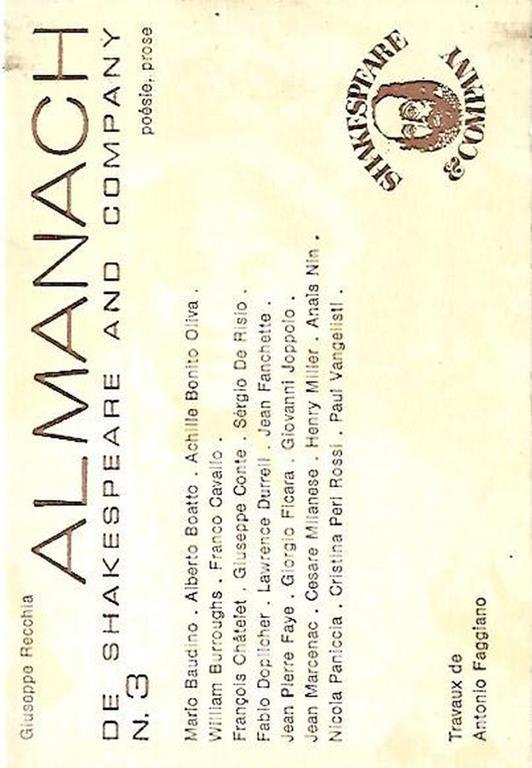 Giuseppe Recchia
ALMANACH
DE SHAKESPEARE AND COMPANY
N. 3
poèsie, prose
Mario Baudino . Alberto Boatto . Achille Bonito Oliva .
William Burroughs . Franco Cavallo .
François Châtelet . Giuseppe Conte . Sérgio De Risio .
Fabio Doplicher . Lawrence Durrell . Jean Fanchette .
Jean Pierre Faye . Giorgio Ficara . Giovanni Joppolo .
Jean Marcenac . Cesare Milanese . Henry Miller . Anaïs Nin .
Nicola Paniccia . Cristina Peri Rossi . Paul Vangelisti .
SHAKESPEARE
& COMPANY
Travaux de
Antonio Faggiano